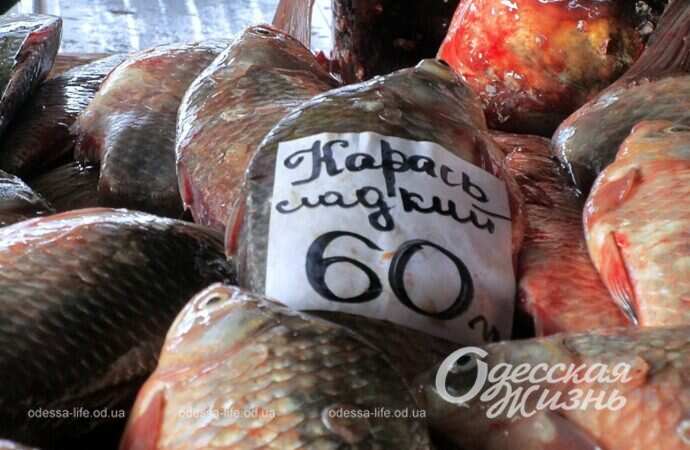 Карась
сладкий
60 г
Одесская
Жизнь
odessa-life.od.ua odessa-life.od.ua odessa-life.od.ua